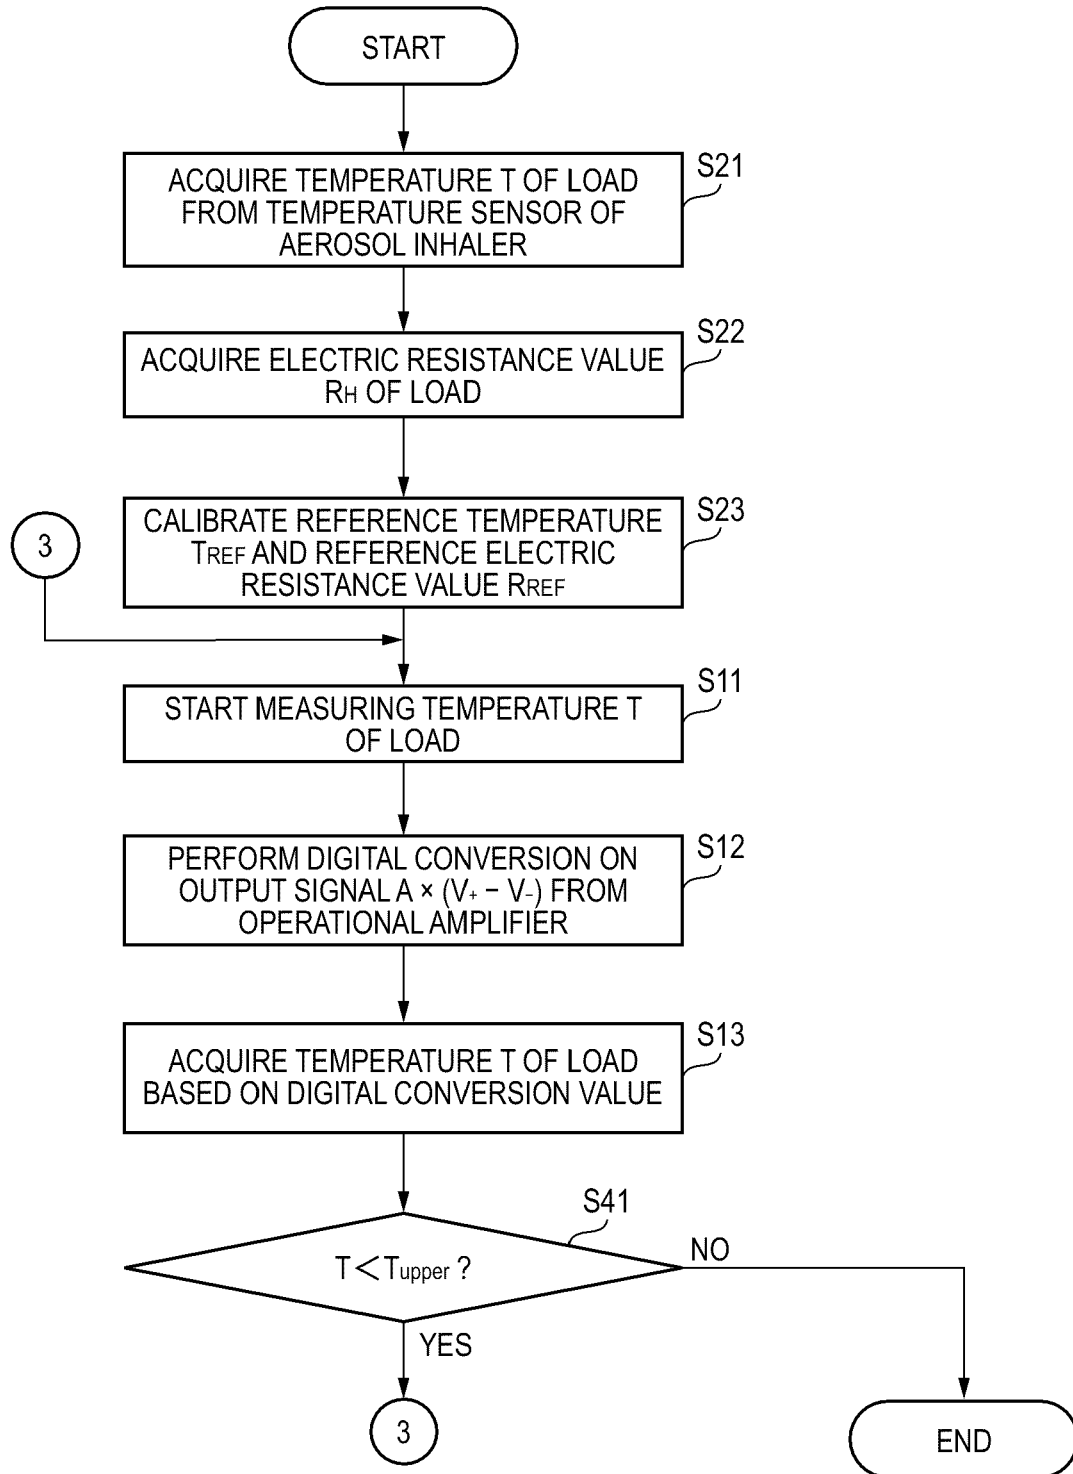 START
ACQUIRE TEMPERATURE T OF LOAD
FROM TEMPERATURE SENSOR OF
AEROSOL INHALER
S21
ACQUIRE ELECTRIC RESISTANCE VALUE
RH OF LOAD
S22
CALIBRATE REFERENCE TEMPERATURE
TREF AND REFERENCE ELECTRIC
RESISTANCE VALUE RREF
S23
3
START MEASURING TEMPERATURE T
OF LOAD
S11
PERFORM DIGITAL CONVERSION ON
OUTPUT SIGNAL A × (V+ − V−) FROM
OPERATIONAL AMPLIFIER
S12
ACQUIRE TEMPERATURE T OF LOAD
BASED ON DIGITAL CONVERSION VALUE
S13
T<Tupper ?
S41
NO
YES
3
END